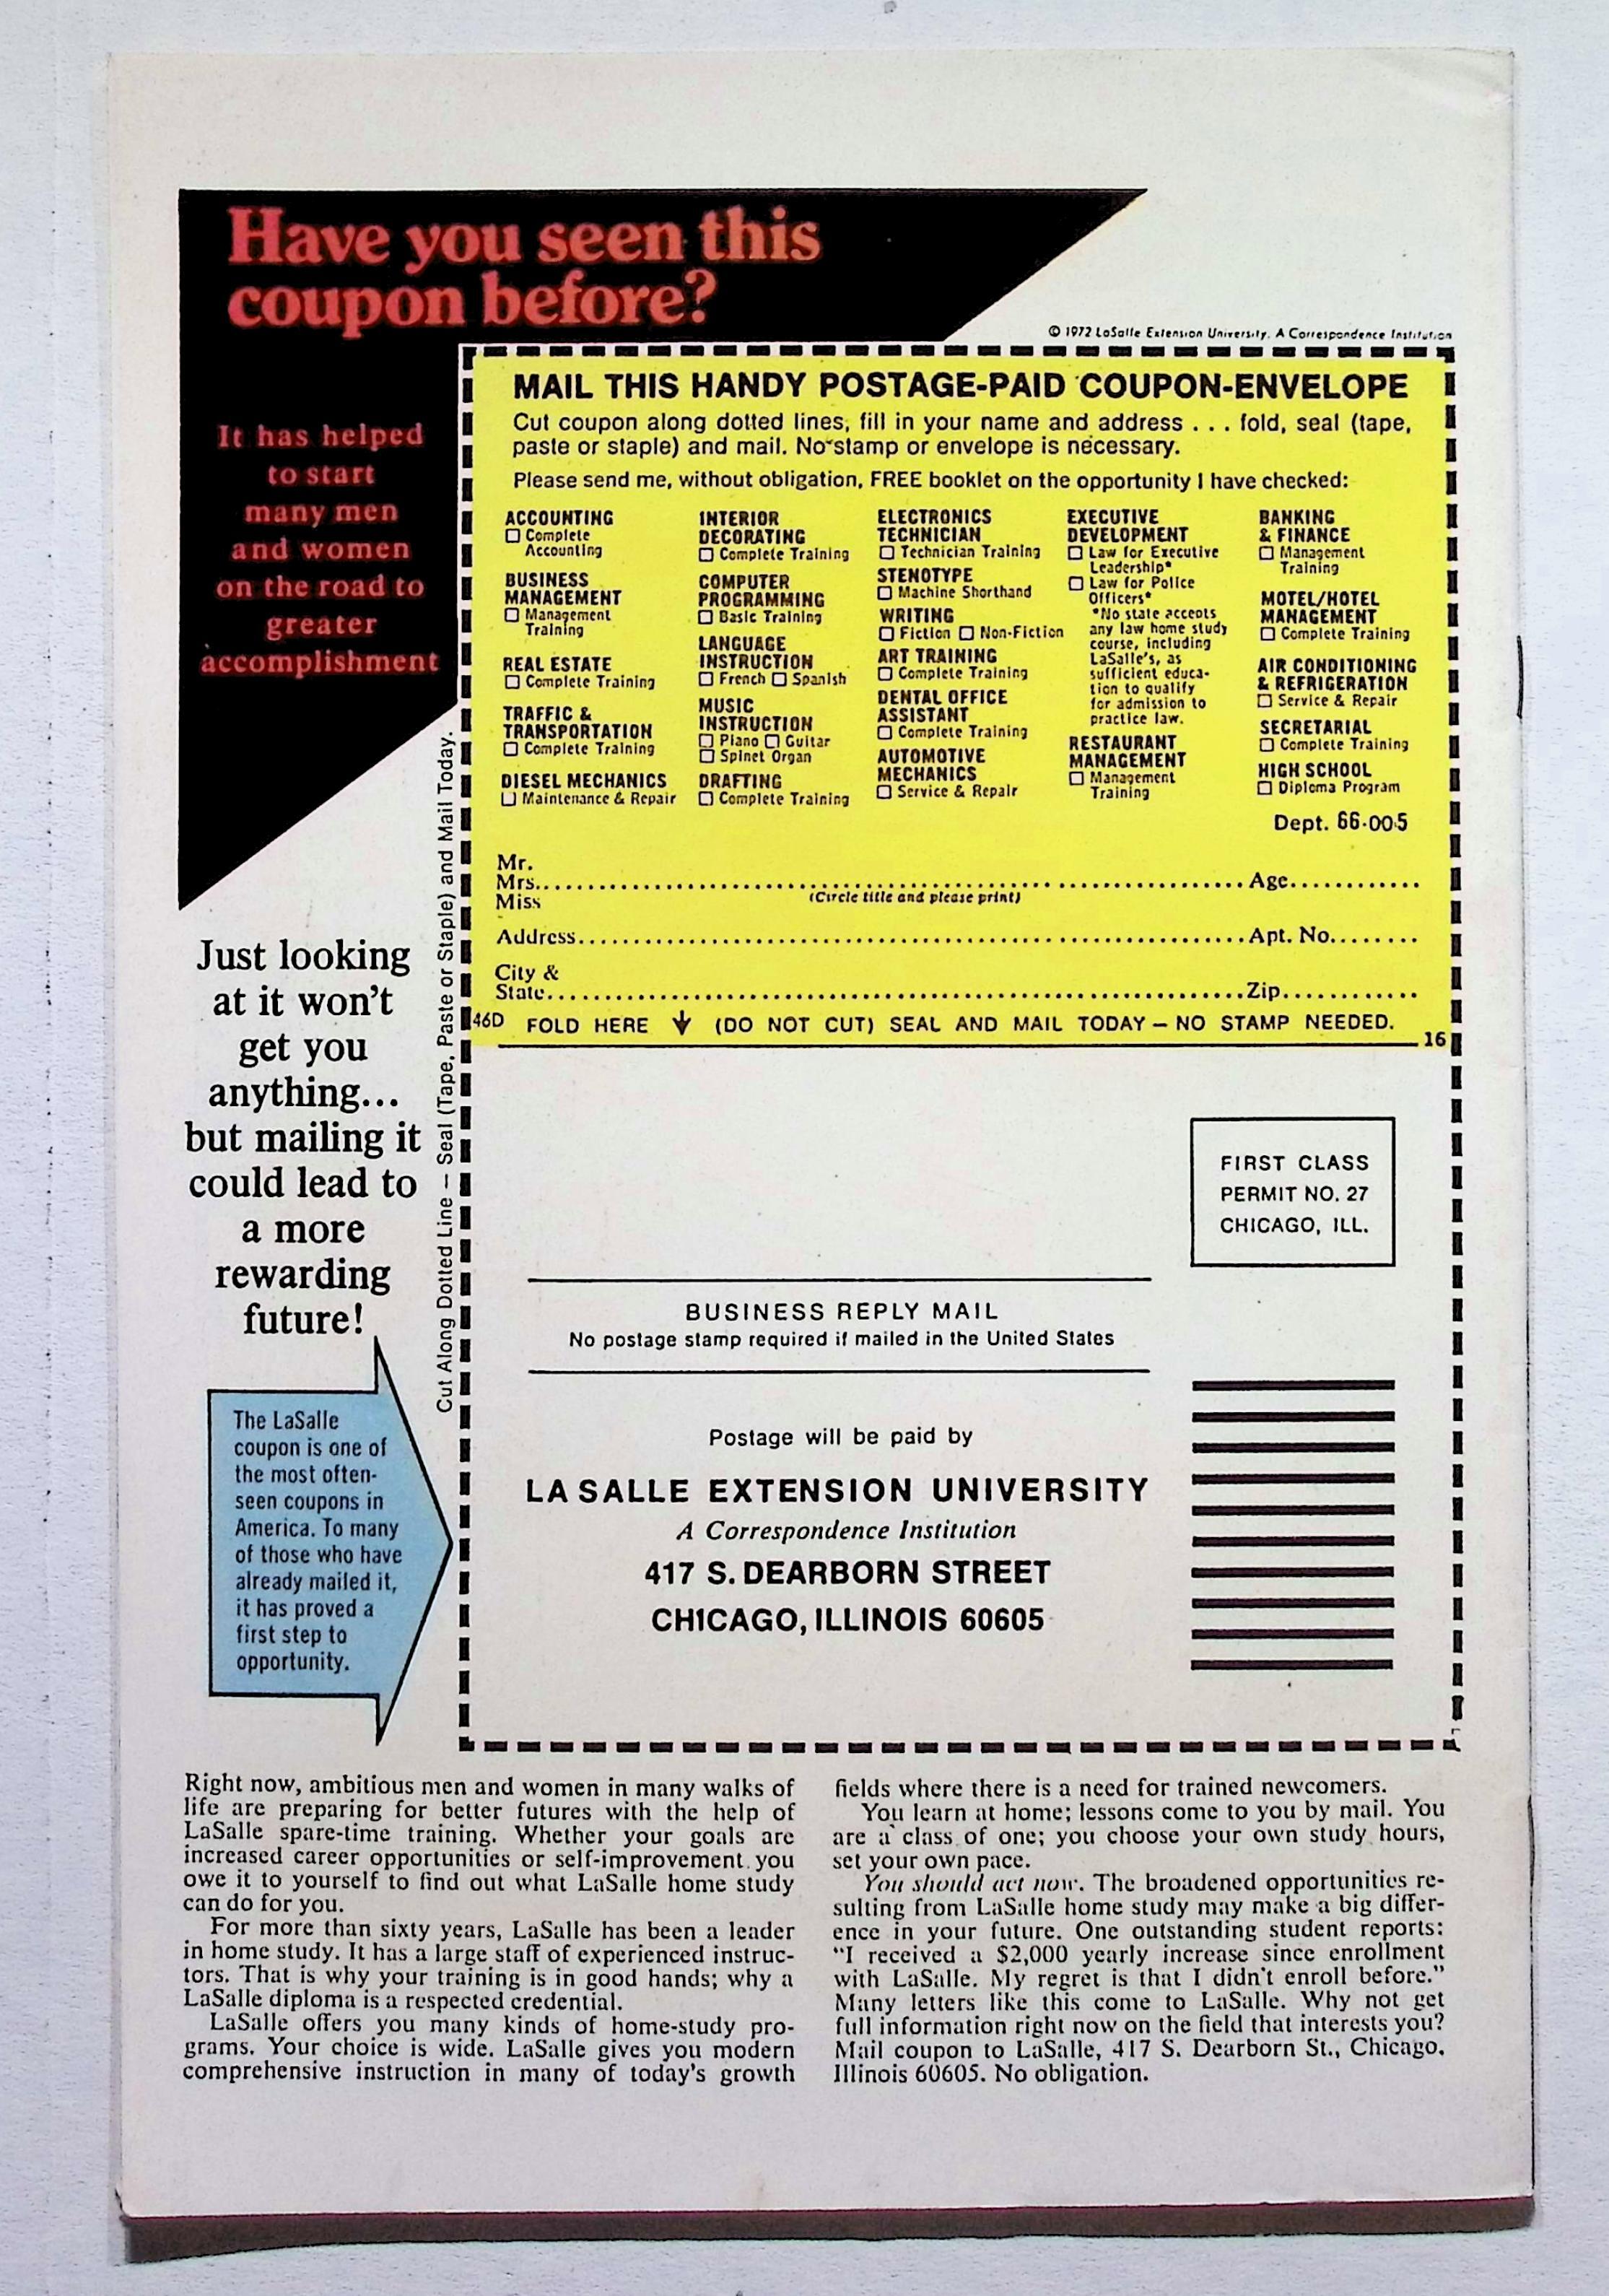 Have you seen this
coupon before?
It has helped
to start
many men
and women
on the road to
greater
accomplishment
Just looking
at it won't
get you
anything...
but mailing it
could lead to
a more
rewarding
future!
The LaSalle
coupon is one of
the most often-
seen coupons in
America. To many
of those who have
already mailed it,
it has proved a
first step to
opportunity.
Cut Along Dotted Line – Seal (Tape, Paste or Staple) and Mail Today.
© 1972 LaSalle Extension University. A Correspondence Institution
MAIL THIS HANDY POSTAGE-PAID COUPON-ENVELOPE
Cut coupon along dotted lines, fill in your name and address . . . fold, seal (tape,
paste or staple) and mail. No stamp or envelope is necessary.
Please send me, without obligation, FREE booklet on the opportunity I have checked:
ACCOUNTING
☐ Complete
Accounting
BUSINESS
MANAGEMENT
☐ Management
Training
REAL ESTATE
☐ Complete Training
TRAFFIC &
TRANSPORTATION
☐ Complete Training
DIESEL MECHANICS
☐ Maintenance & Repair
INTERIOR
DECORATING
☐ Complete Training
COMPUTER
PROGRAMMING
☐ Basic Training
LANGUAGE
INSTRUCTION
☐ French ☐ Spanish
MUSIC
INSTRUCTION
☐ Piano ☐ Guitar
☐ Spinet Organ
DRAFTING
☐ Complete Training
ELECTRONICS
TECHNICIAN
☐ Technician Training
STENOTYPE
☐ Machine Shorthand
WRITING
☐ Fiction ☐ Non-Fiction
ART TRAINING
☐ Complete Training
DENTAL OFFICE
ASSISTANT
☐ Complete Training
AUTOMOTIVE
MECHANICS
☐ Service & Repair
EXECUTIVE
DEVELOPMENT
☐ Law for Executive
Leadership*
☐ Law for Police
Officers*
*No state accepts
any law home study
course, including
LaSalle's, as
sufficient educa-
tion to qualify
for admission to
practice law.
RESTAURANT
MANAGEMENT
☐ Management
Training
BANKING
& FINANCE
☐ Management
Training
MOTEL/HOTEL
MANAGEMENT
☐ Complete Training
AIR CONDITIONING
& REFRIGERATION
☐ Service & Repair
SECRETARIAL
☐ Complete Training
HIGH SCHOOL
☐ Diploma Program
Dept. 66-005
Mr.
Mrs. Age
Miss (Circle title and please print)
Address Apt. No.
City &
State Zip
46D FOLD HERE ↓ (DO NOT CUT) SEAL AND MAIL TODAY – NO STAMP NEEDED.
16
FIRST CLASS
PERMIT NO. 27
CHICAGO, ILL.
BUSINESS REPLY MAIL
No postage stamp required if mailed in the United States
Postage will be paid by
LA SALLE EXTENSION UNIVERSITY
A Correspondence Institution
417 S. DEARBORN STREET
CHICAGO, ILLINOIS 60605
Right now, ambitious men and women in many walks of
life are preparing for better futures with the help of
LaSalle spare-time training. Whether your goals are
increased career opportunities or self-improvement, you
owe it to yourself to find out what LaSalle home study
can do for you.
For more than sixty years, LaSalle has been a leader
in home study. It has a large staff of experienced instruc-
tors. That is why your training is in good hands; why a
LaSalle diploma is a respected credential.
LaSalle offers you many kinds of home-study pro-
grams. Your choice is wide. LaSalle gives you modern
comprehensive instruction in many of today's growth
fields where there is a need for trained newcomers.
You learn at home; lessons come to you by mail. You
are a class of one; you choose your own study hours,
set your own pace.
You should act now. The broadened opportunities re-
sulting from LaSalle home study may make a big differ-
ence in your future. One outstanding student reports:
"I received a $2,000 yearly increase since enrollment
with LaSalle. My regret is that I didn't enroll before."
Many letters like this come to LaSalle. Why not get
full information right now on the field that interests you?
Mail coupon to LaSalle, 417 S. Dearborn St., Chicago,
Illinois 60605. No obligation.